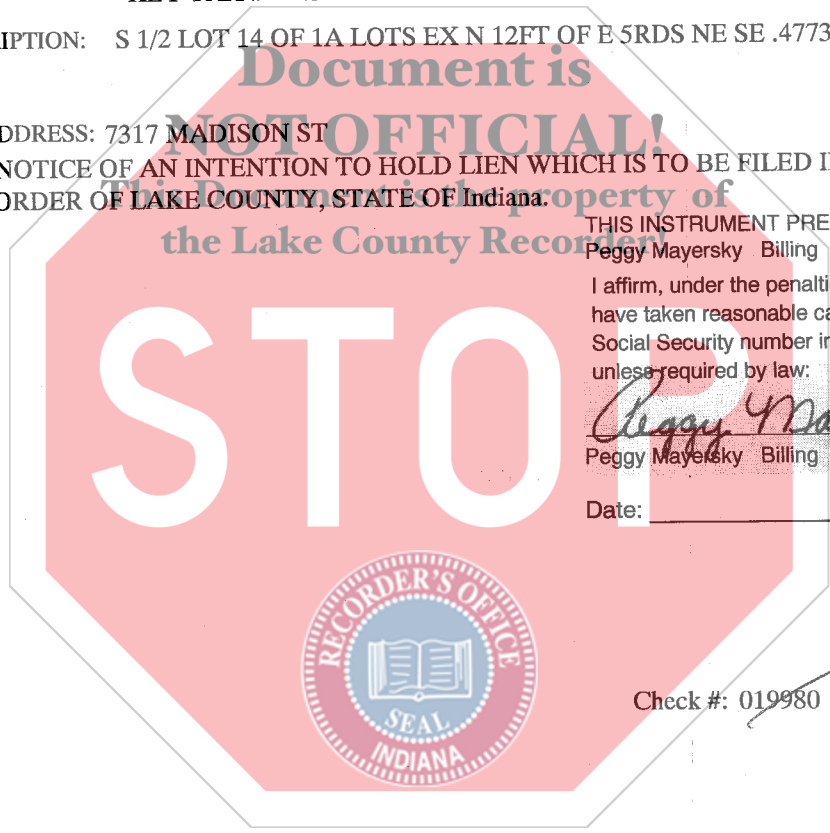 IPTION: S 1/2 LOT 14 OF 1A LOTS EX N 12FT OF E 5RDS NE SE .4773
Document is
NOT OFFICIAL!
DDRESS: 7317 MADISON ST
NOTICE OF AN INTENTION TO HOLD LIEN WHICH IS TO BE FILED I
ORDER OF LAKE COUNTY, STATE OF Indiana.
This Document is the property of
the Lake County Recorder!
THIS INSTRUMENT PRE
Peggy Mayersky Billing
I affirm, under the penalti
have taken reasonable ca
Social Security number i
unless required by law:
Peggy Ma
Peggy Mayersky Billing
Date:
STOP
RECORDER'S OFFICE
SEAL
INDIANA
Check #: 019980